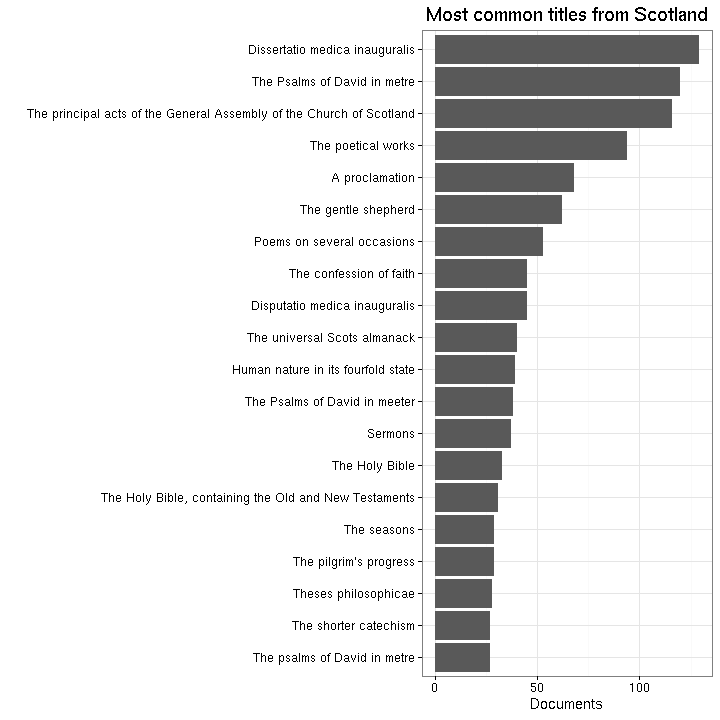 Most common titles from Scotland
Dissertatio medica inauguralis
The Psalms of David in metre
The principal acts of the General Assembly of the Church of Scotland
The poetical works
A proclamation
The gentle shepherd
Poems on several occasions
The confession of faith
Disputatio medica inauguralis
The universal Scots almanack
Human nature in its fourfold state
The Psalms of David in meeter
Sermons
The Holy Bible
The Holy Bible, containing the Old and New Testaments
The seasons
The pilgrim's progress
Theses philosophicae
The shorter catechism
The psalms of David in metre
0 50 100
Documents